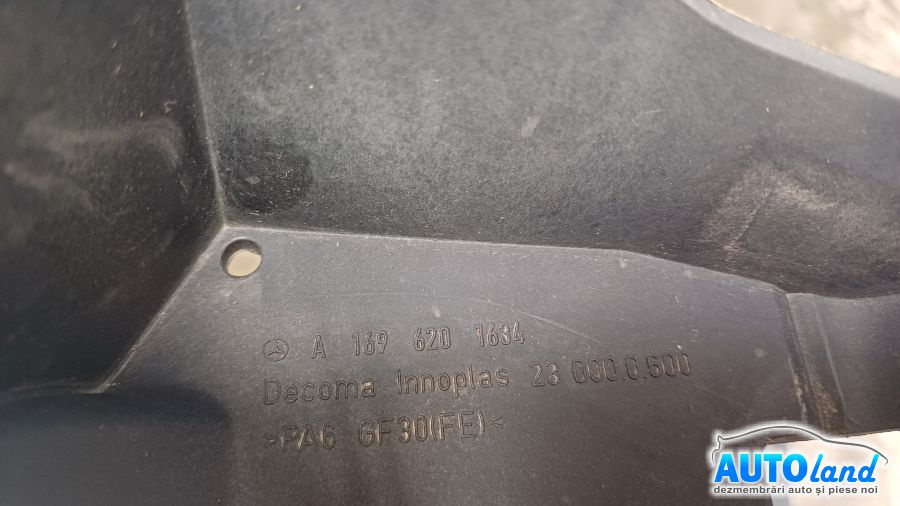 A 169 620 1634
Decoma Innoplas 23 000.0.600
>PA6 GF30(FE)<
AUTOland
dezmembrări auto și piese noi